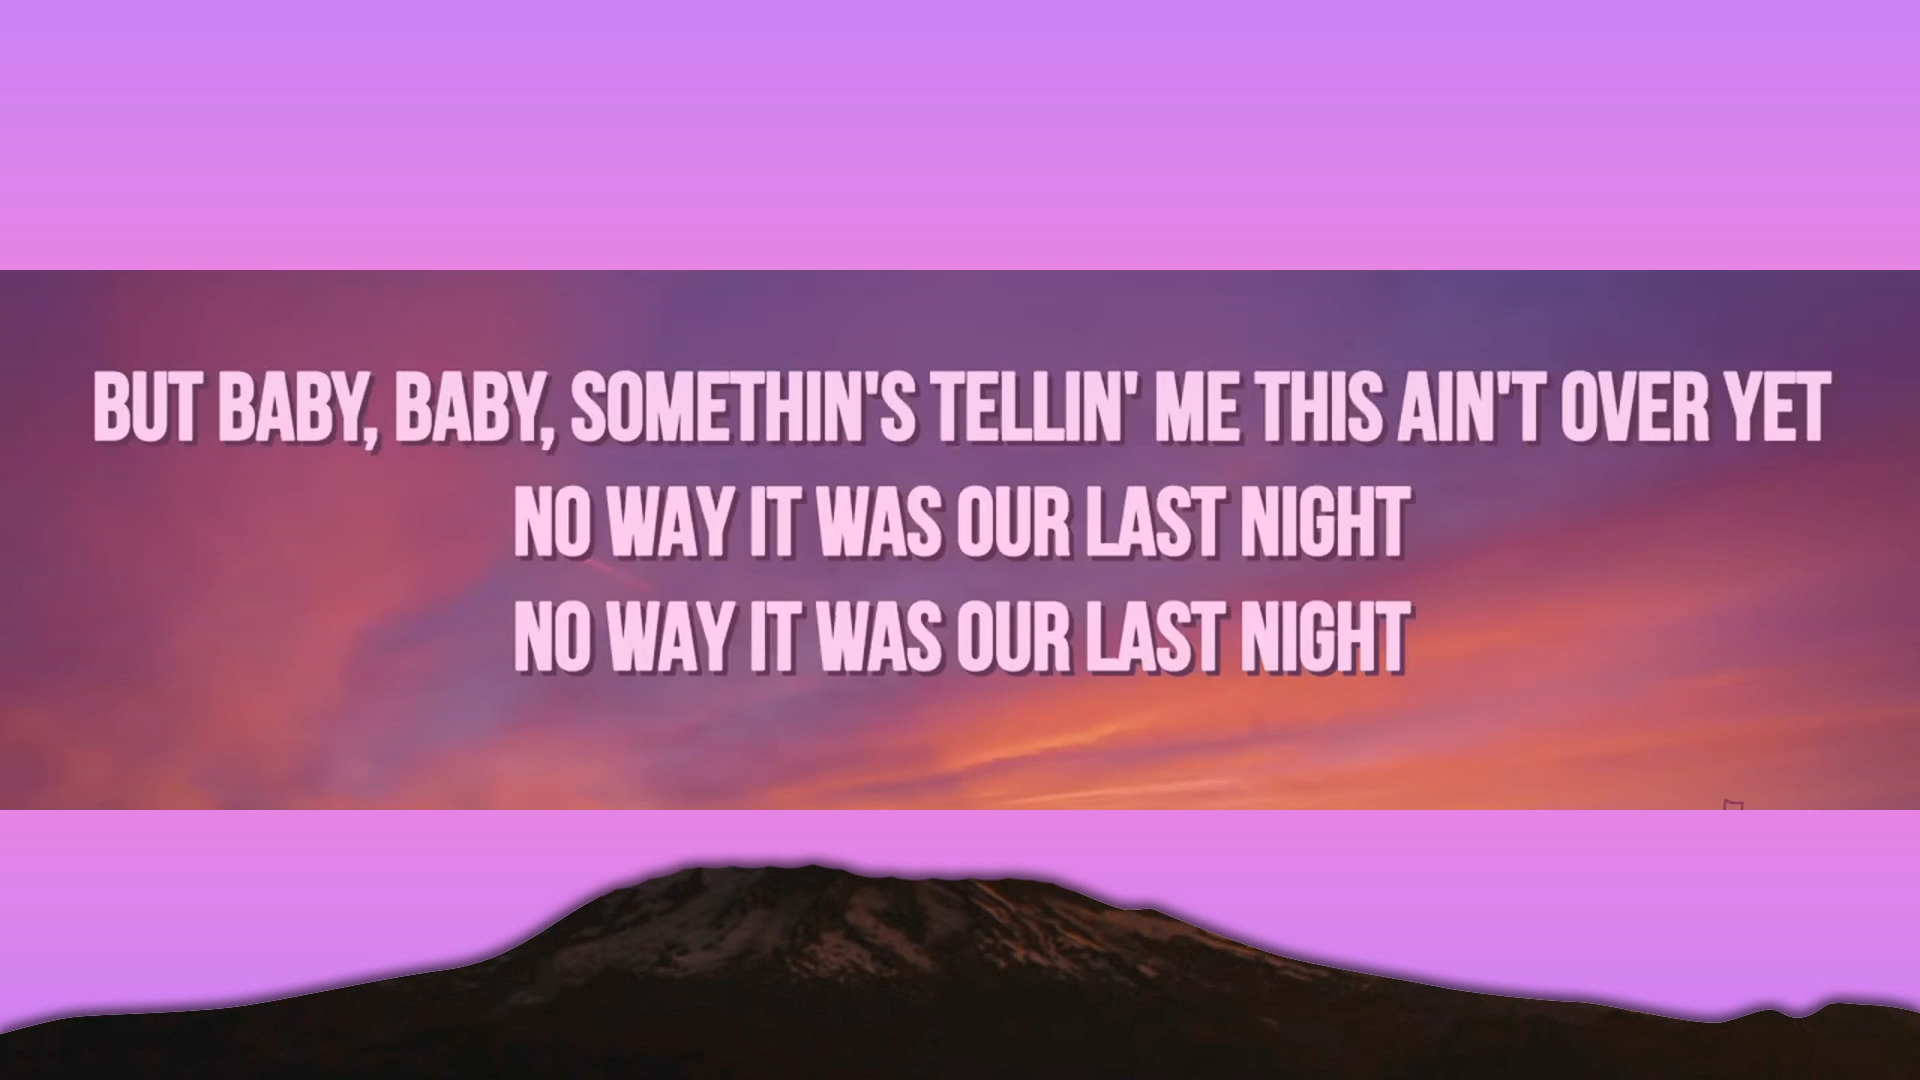 BUT BABY, BABY, SOMETHIN'S TELLIN' ME THIS AIN'T OVER YET
NO WAY IT WAS OUR LAST NIGHT
NO WAY IT WAS OUR LAST NIGHT